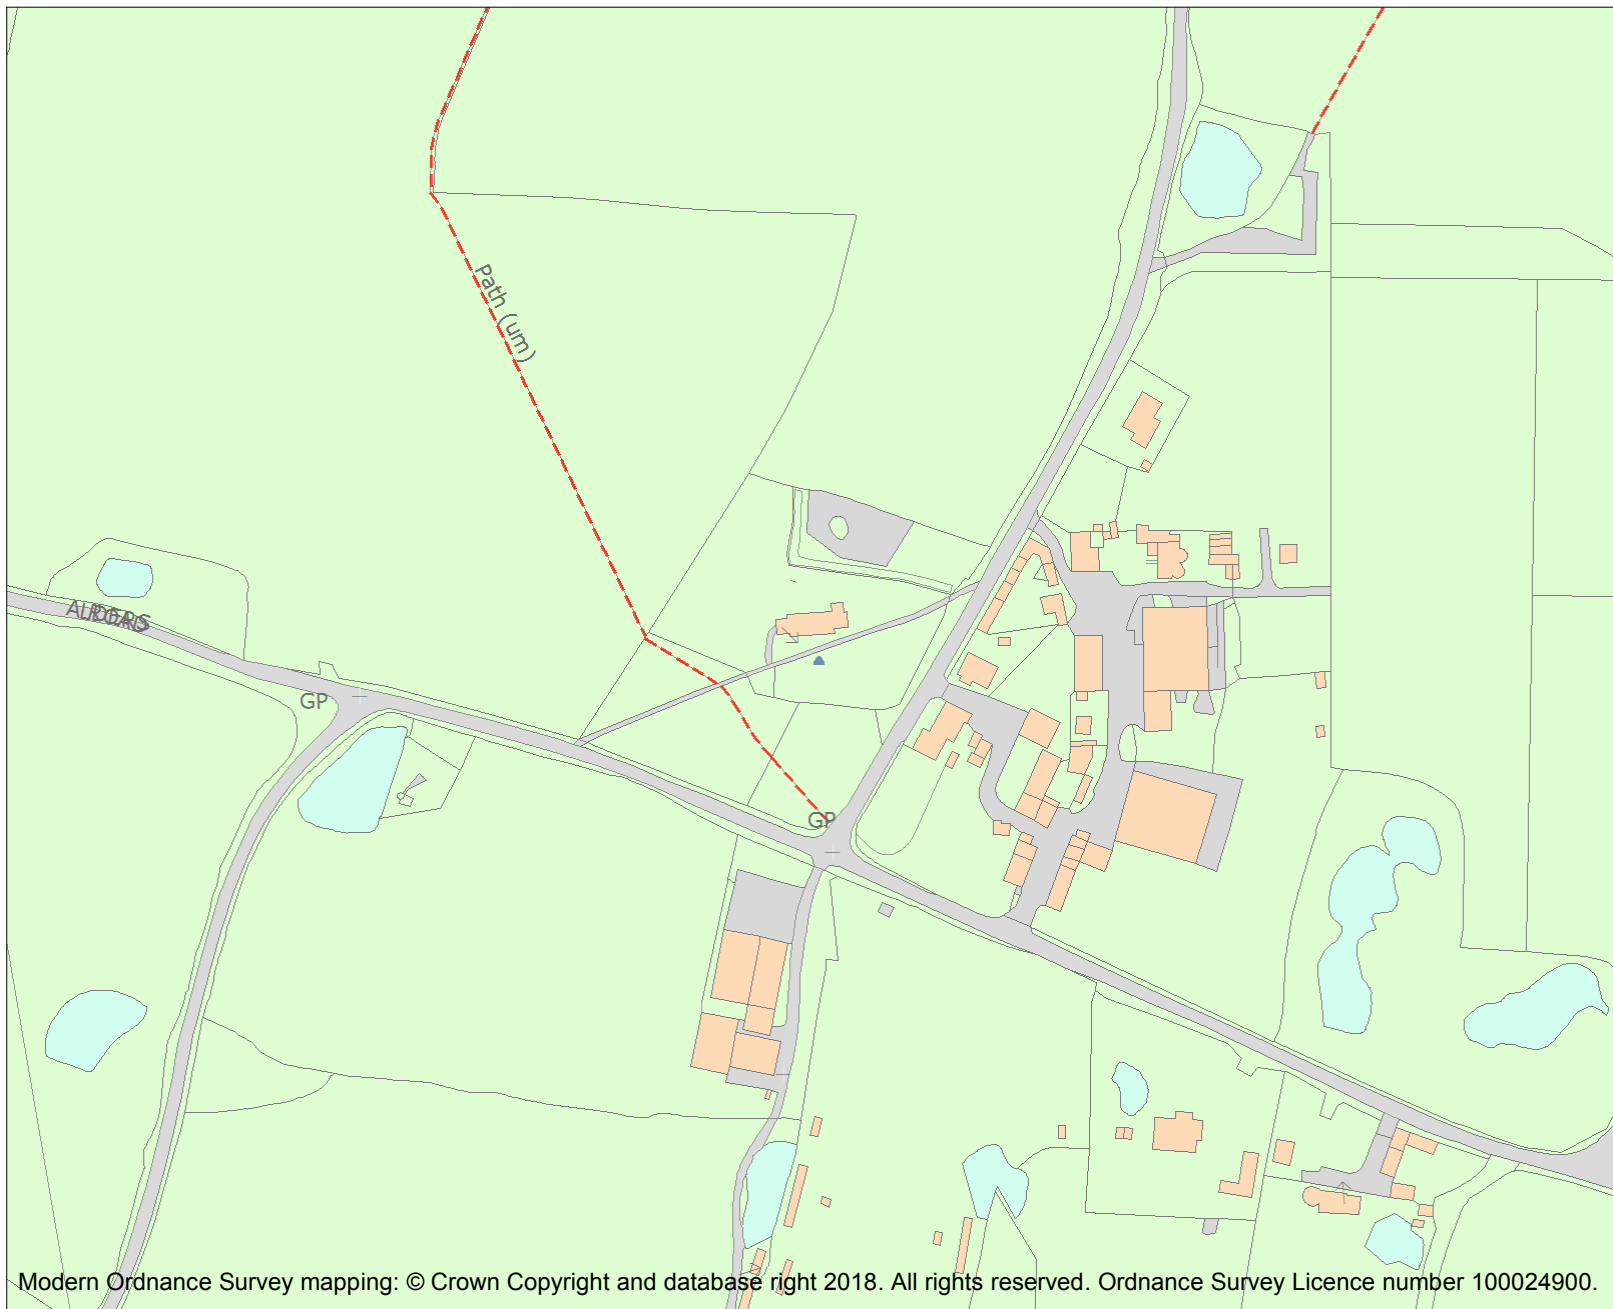 Path (um)
GP
GP
Modern Ordnance Survey mapping: © Crown Copyright and database right 2018. All rights reserved. Ordnance Survey Licence number 100024900.